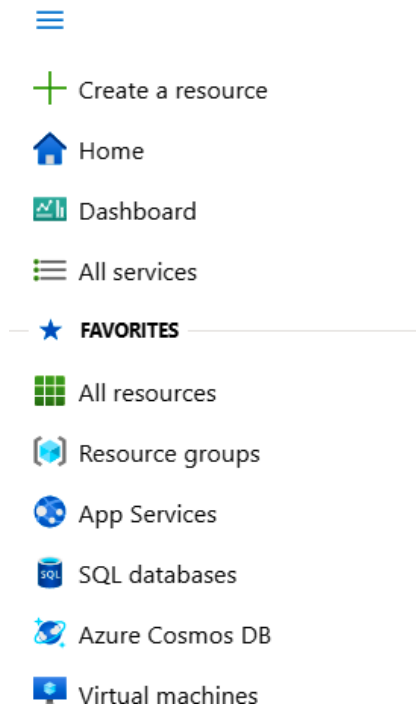 Create a resource
Home
Dashboard
All services
FAVORITES
All resources
Resource groups
App Services
SQL
SQL databases
Azure Cosmos DB
Virtual machines